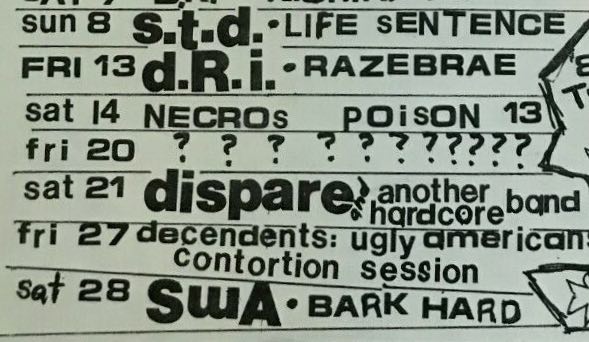 sun 8 s.t.d. • LIFE SENTENCE
FRI 13 d.R.i. • RAZEBRAE
sat 14 NECROS POiSON 13
fri 20 ? ? ? ? ? ? ? ? ? ? ?
sat 21 dispare! another hardcore band
fri 27 decendents: ugly american
contortion session
sat 28 SWA • BARK HARD